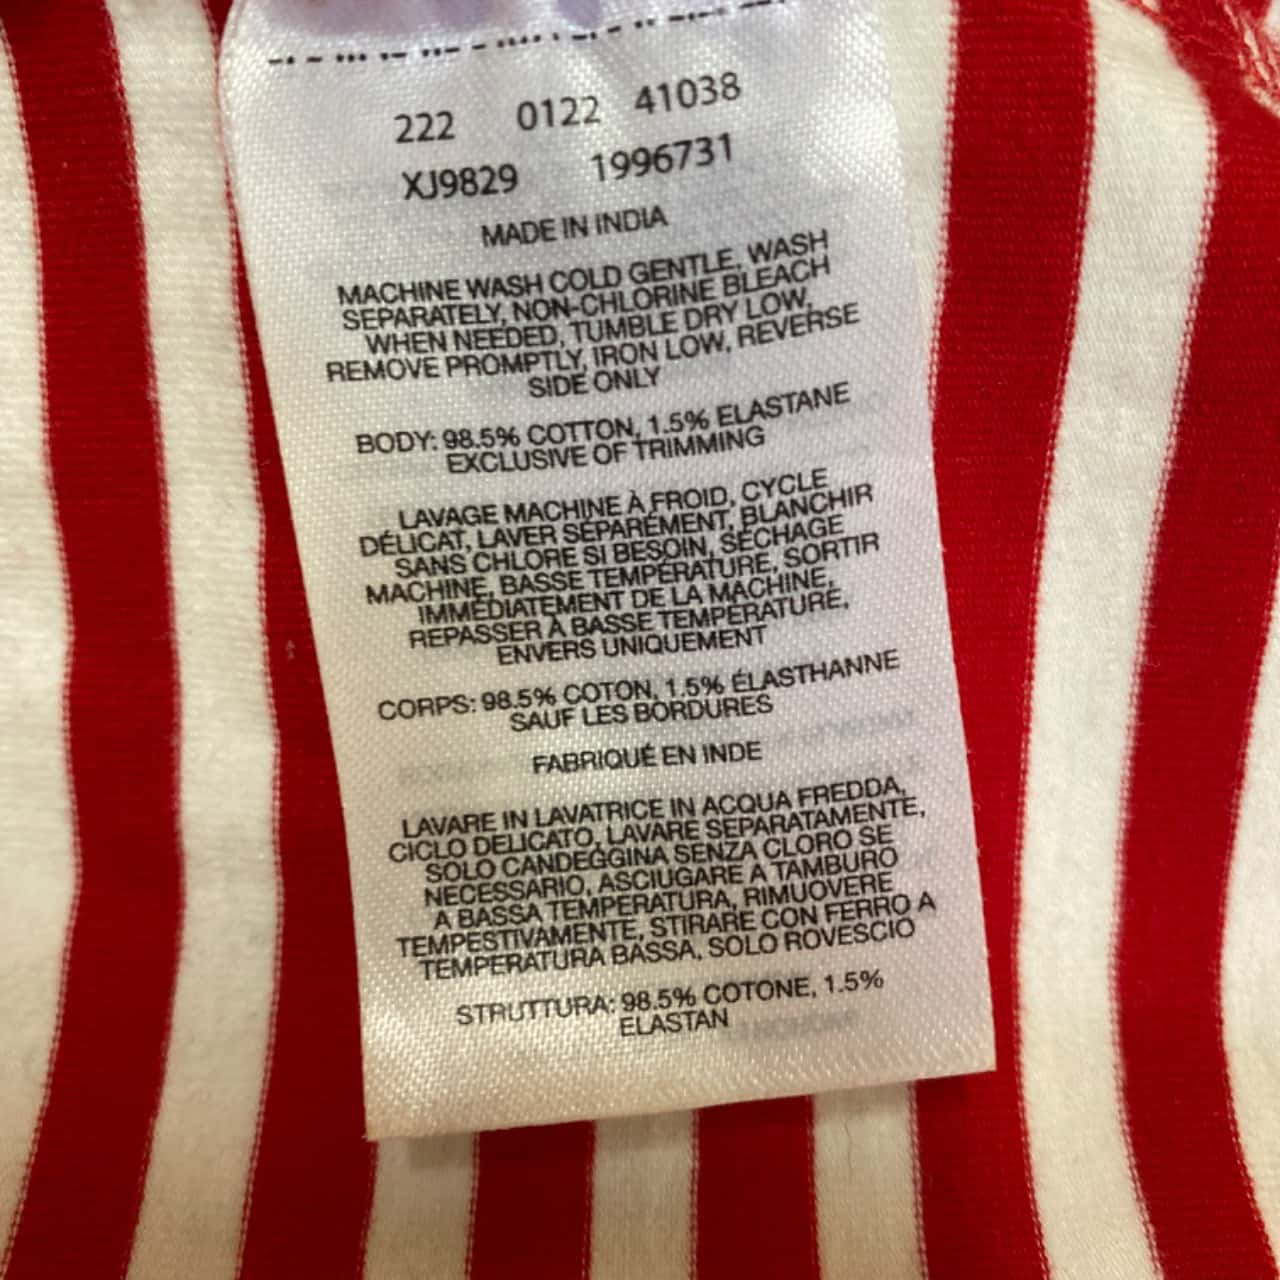 222 0122 41038
XJ9829 1996731
MADE IN INDIA
MACHINE WASH COLD GENTLE, WASH
SEPARATELY, NON-CHLORINE BLEACH
WHEN NEEDED, TUMBLE DRY LOW,
REMOVE PROMPTLY, IRON LOW, REVERSE
SIDE ONLY
BODY: 98.5% COTTON, 1.5% ELASTANE
EXCLUSIVE OF TRIMMING
LAVAGE MACHINE À FROID, CYCLE
DÉLICAT, LAVER SÉPARÉMENT, BLANCHIR
SANS CHLORE SI BESOIN, SÉCHAGE
MACHINE, BASSE TEMPÉRATURE, SORTIR
IMMÉDIATEMENT DE LA MACHINE,
REPASSER À BASSE TEMPÉRATURE,
ENVERS UNIQUEMENT
CORPS: 98.5% COTON, 1.5% ÉLASTHANNE
SAUF LES BORDURES
FABRIQUÉ EN INDE
LAVARE IN LAVATRICE IN ACQUA FREDDA,
CICLO DELICATO, LAVARE SEPARATAMENTE,
SOLO CANDEGGINA SENZA CLORO SE
NECESSARIO, ASCIUGARE A TAMBURO
A BASSA TEMPERATURA, RIMUOVERE
TEMPESTIVAMENTE, STIRARE CON FERRO A
TEMPERATURA BASSA, SOLO ROVESCIO
STRUTTURA: 98.5% COTONE, 1.5%
ELASTAN